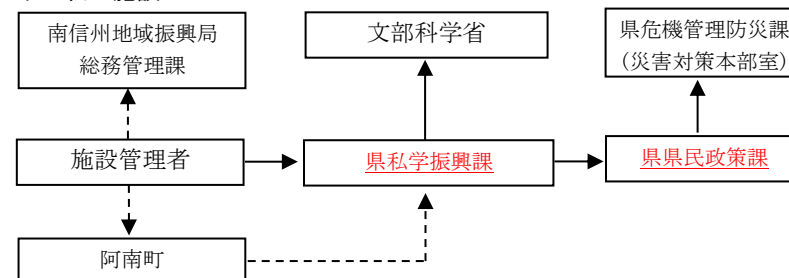 南信州地域振興局
総務管理課
文部科学省
県危機管理防災課
（災害対策本部室）
施設管理者
県私学振興課
県県民政策課
阿南町